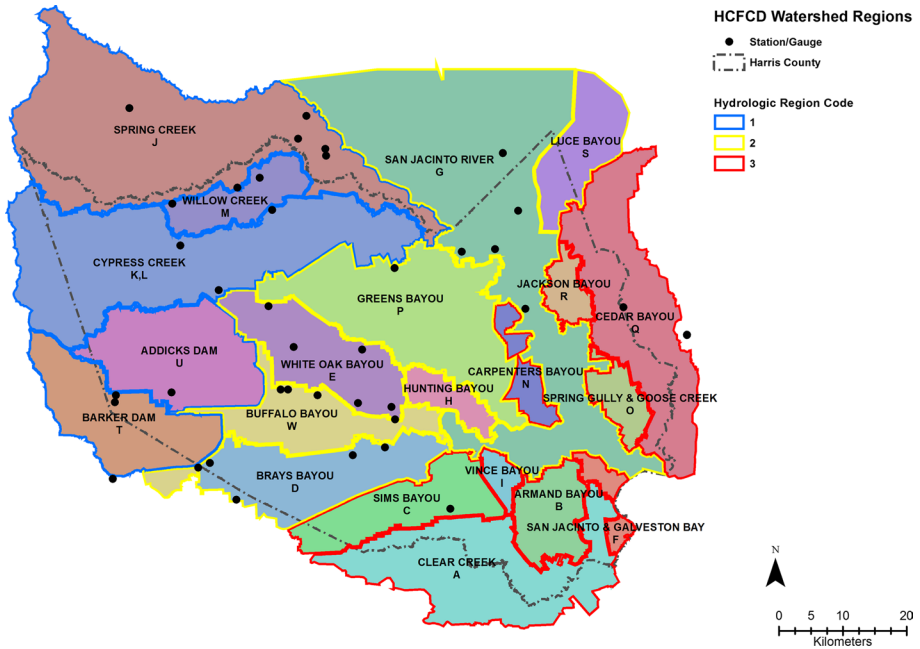 HCFCD Watershed Regions
Station/Gauge
Harris County
Hydrologic Region Code
1
2
3
SPRING CREEK
J
SAN JACINTO RIVER
G
LUCE BAYOU
S
WILLOW CREEK
M
CYPRESS CREEK
K,L
GREENS BAYOU
P
JACKSON BAYOU
R
CEDAR BAYOU
Q
ADDICKS DAM
U
WHITE OAK BAYOU
E
CARPENTERS BAYOU
N
HUNTING BAYOU
H
SPRING GULLY & GOOSE CREEK
O
BARKER DAM
T
BUFFALO BAYOU
W
BRAYS BAYOU
D
VINCE BAYOU
I
SIMS BAYOU
C
ARMAND BAYOU
B
SAN JACINTO & GALVESTON BAY
F
CLEAR CREEK
A
N
0 5 10 20
Kilometers